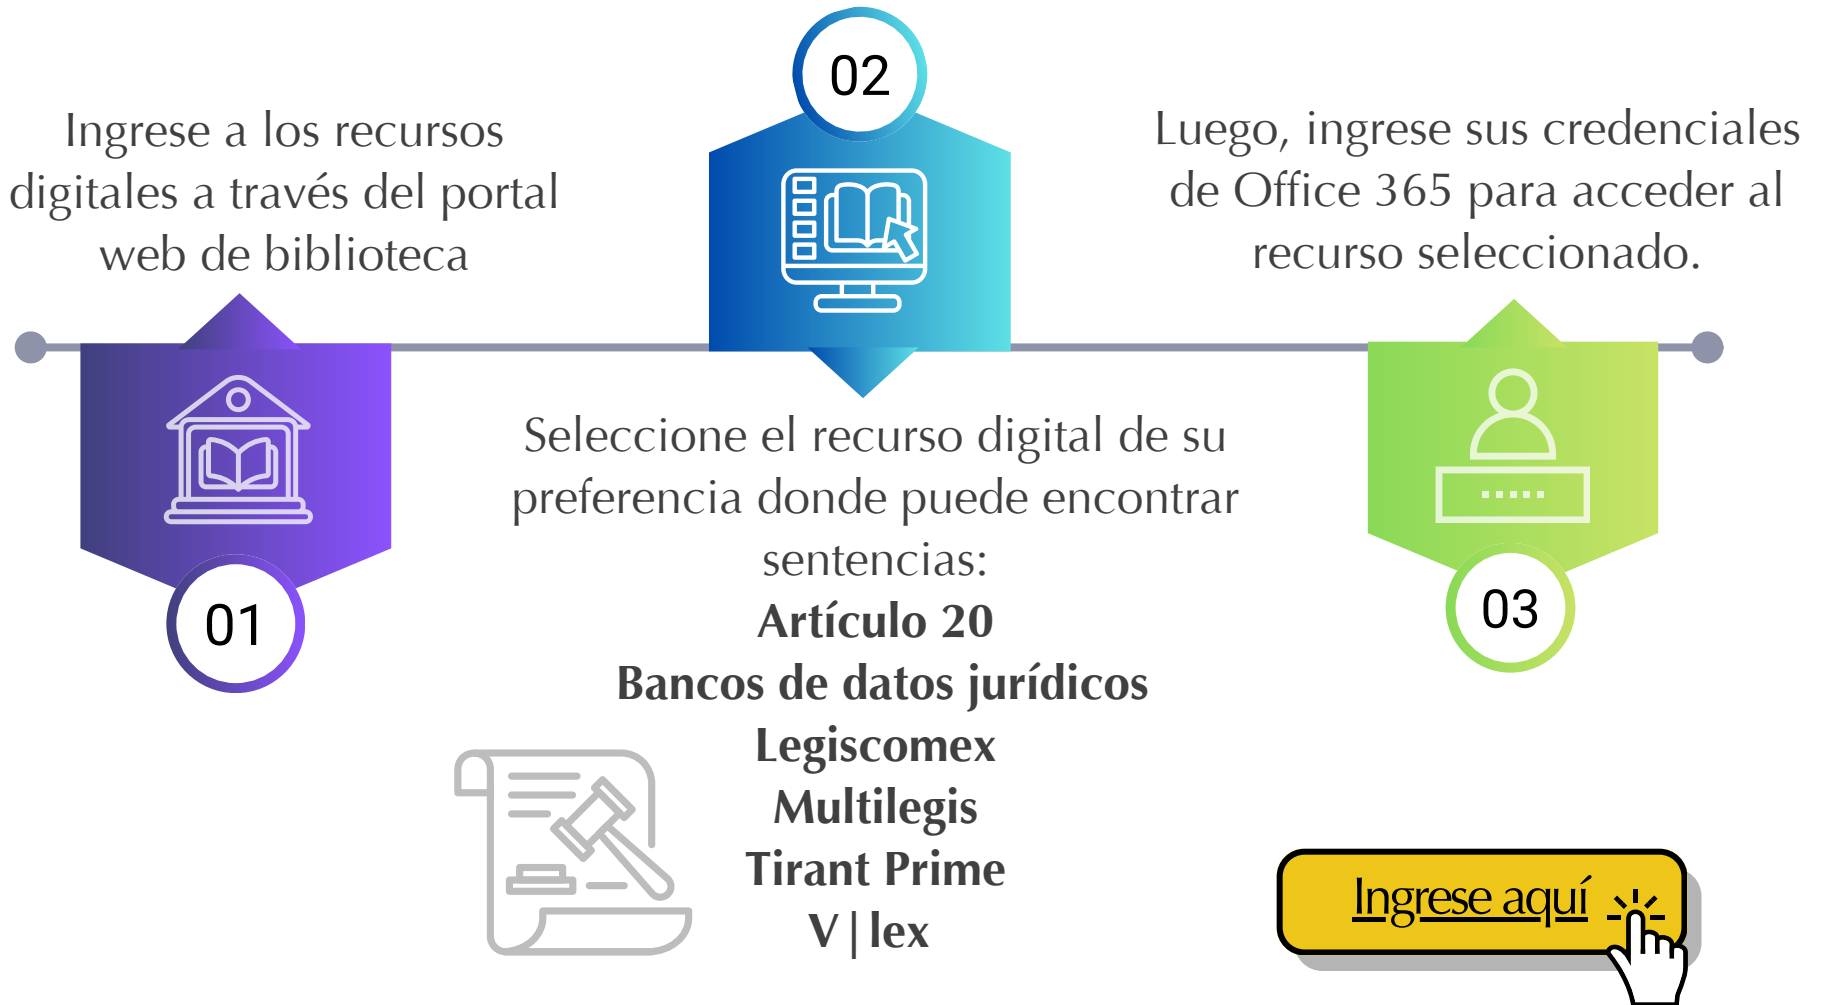 Ingrese a los recursos
digitales a través del portal
web de biblioteca
01
02
Seleccione el recurso digital de su
preferencia donde puede encontrar
sentencias:
Artículo 20
Bancos de datos jurídicos
Legiscomex
Multilegis
Tirant Prime
V|lex
Luego, ingrese sus credenciales
de Office 365 para acceder al
recurso seleccionado.
03
Ingrese aquí